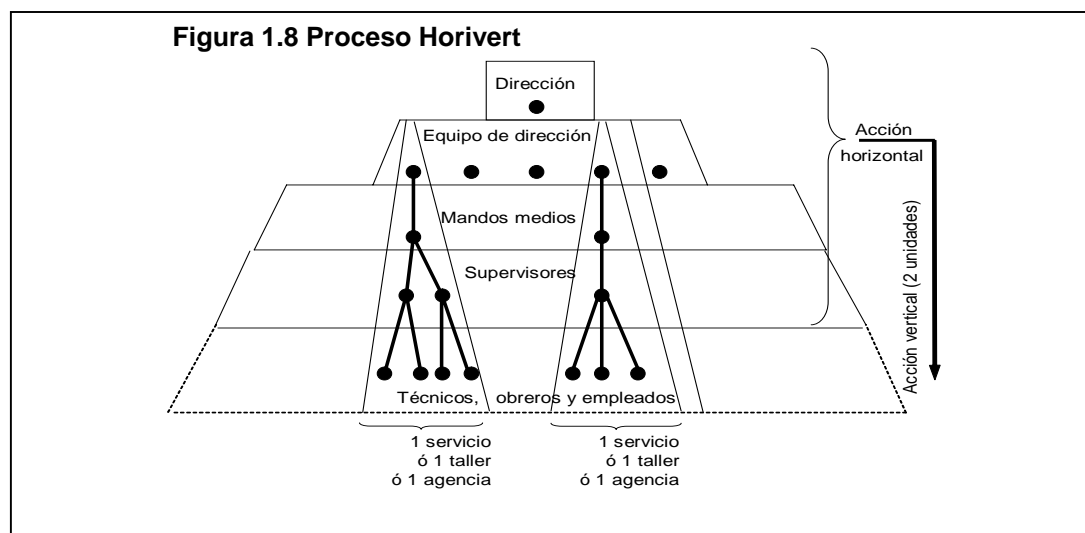 Figura 1.8 Proceso Horivert
Dirección
Equipo de dirección
Mandos medios
Supervisores
Técnicos, obreros y empleados
1 servicio
ó 1 taller
ó 1 agencia
1 servicio
ó 1 taller
ó 1 agencia
Acción
horizontal
Acción vertical (2 unidades)